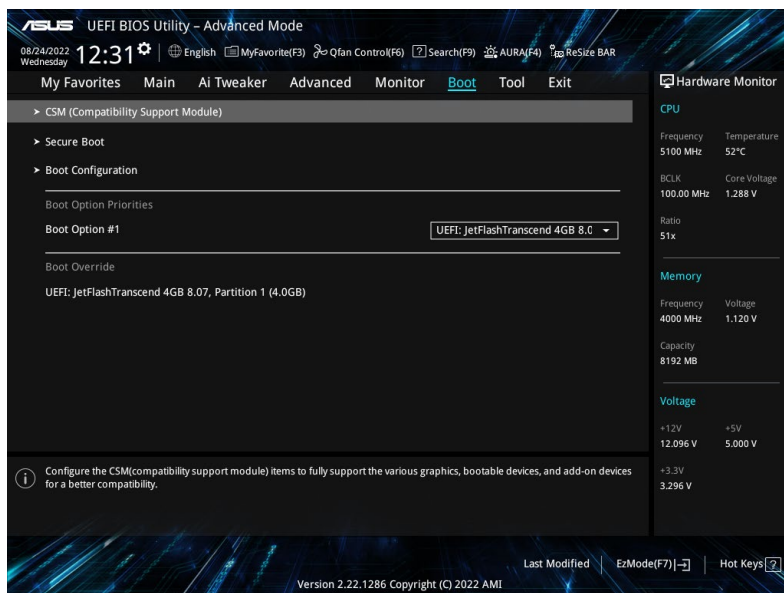 ASUS UEFI BIOS Utility – Advanced Mode
08/24/2022 Wednesday 12:31 English MyFavorite(F3) Qfan Control(F6) ? Search(F9) AURA(F4) ReSize BAR
My Favorites Main Ai Tweaker Advanced Monitor Boot Tool Exit
CSM (Compatibility Support Module)
Secure Boot
Boot Configuration
Boot Option Priorities
Boot Option #1 UEFI: JetFlashTranscend 4GB 8.0
Boot Override
UEFI: JetFlashTranscend 4GB 8.07, Partition 1 (4.0GB)
Configure the CSM(compatibility support module) items to fully support the various graphics, bootable devices, and add-on devices
for a better compatibility.
Hardware Monitor
CPU
Frequency Temperature
5100 MHz 52°C
BCLK Core Voltage
100.00 MHz 1.288 V
Ratio
51x
Memory
Frequency Voltage
4000 MHz 1.120 V
Capacity
8192 MB
Voltage
+12V +5V
12.096 V 5.000 V
+3.3V
3.296 V
Last Modified EzMode(F7) Hot Keys ?
Version 2.22.1286 Copyright (C) 2022 AMI